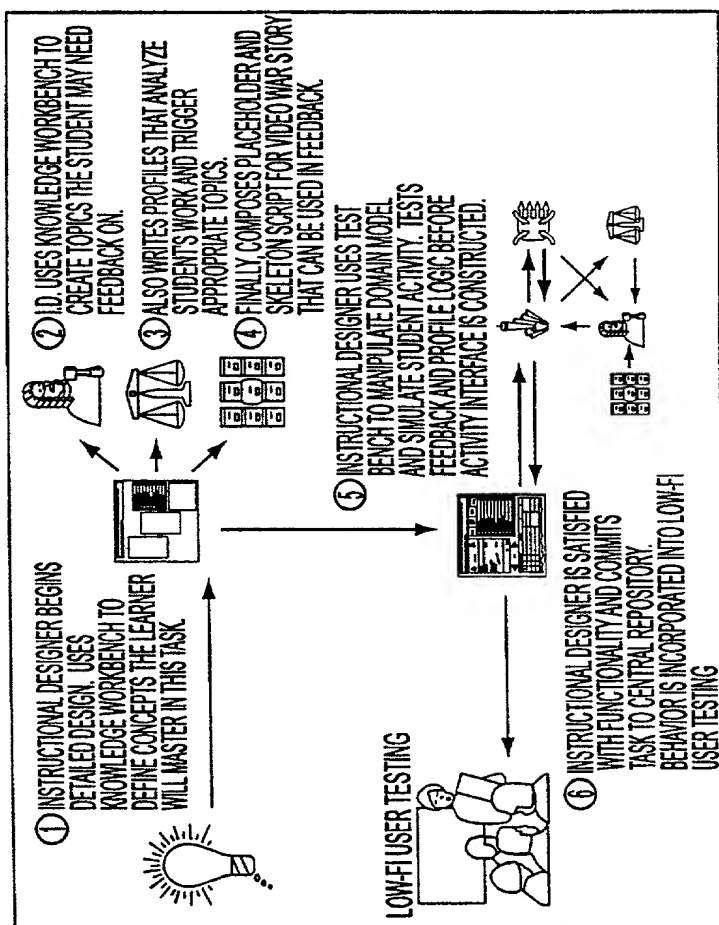 ① INSTRUCTIONAL DESIGNER BEGINS
DETAILED DESIGN. USES
KNOWLEDGE WORKBENCH TO
DEFINE CONCEPTS THE LEARNER
WILL MASTER IN THIS TASK.
② I.D. USES KNOWLEDGE WORKBENCH TO
CREATE TOPICS THE STUDENT MAY NEED
FEEDBACK ON.
③ ALSO WRITES PROFILES THAT ANALYZE
STUDENT'S WORK AND TRIGGER
APPROPRIATE TOPICS.
④ FINALLY, COMPOSES PLACEHOLDER AND
SKELETON SCRIPT FOR VIDEO WAR STORY
THAT CAN BE USED IN FEEDBACK.
⑤ INSTRUCTIONAL DESIGNER USES TEST
BENCH TO MANIPULATE DOMAIN MODEL
AND SIMULATE STUDENT ACTIVITY. TESTS
FEEDBACK AND PROFILE LOGIC BEFORE
ACTIVITY INTERFACE IS CONSTRUCTED.
LOW-FI USER TESTING
⑥ INSTRUCTIONAL DESIGNER IS SATISFIED
WITH FUNCTIONALITY AND COMMITS
TASK TO CENTRAL REPOSITORY.
BEHAVIOR IS INCORPORATED INTO LOW-FI
USER TESTING